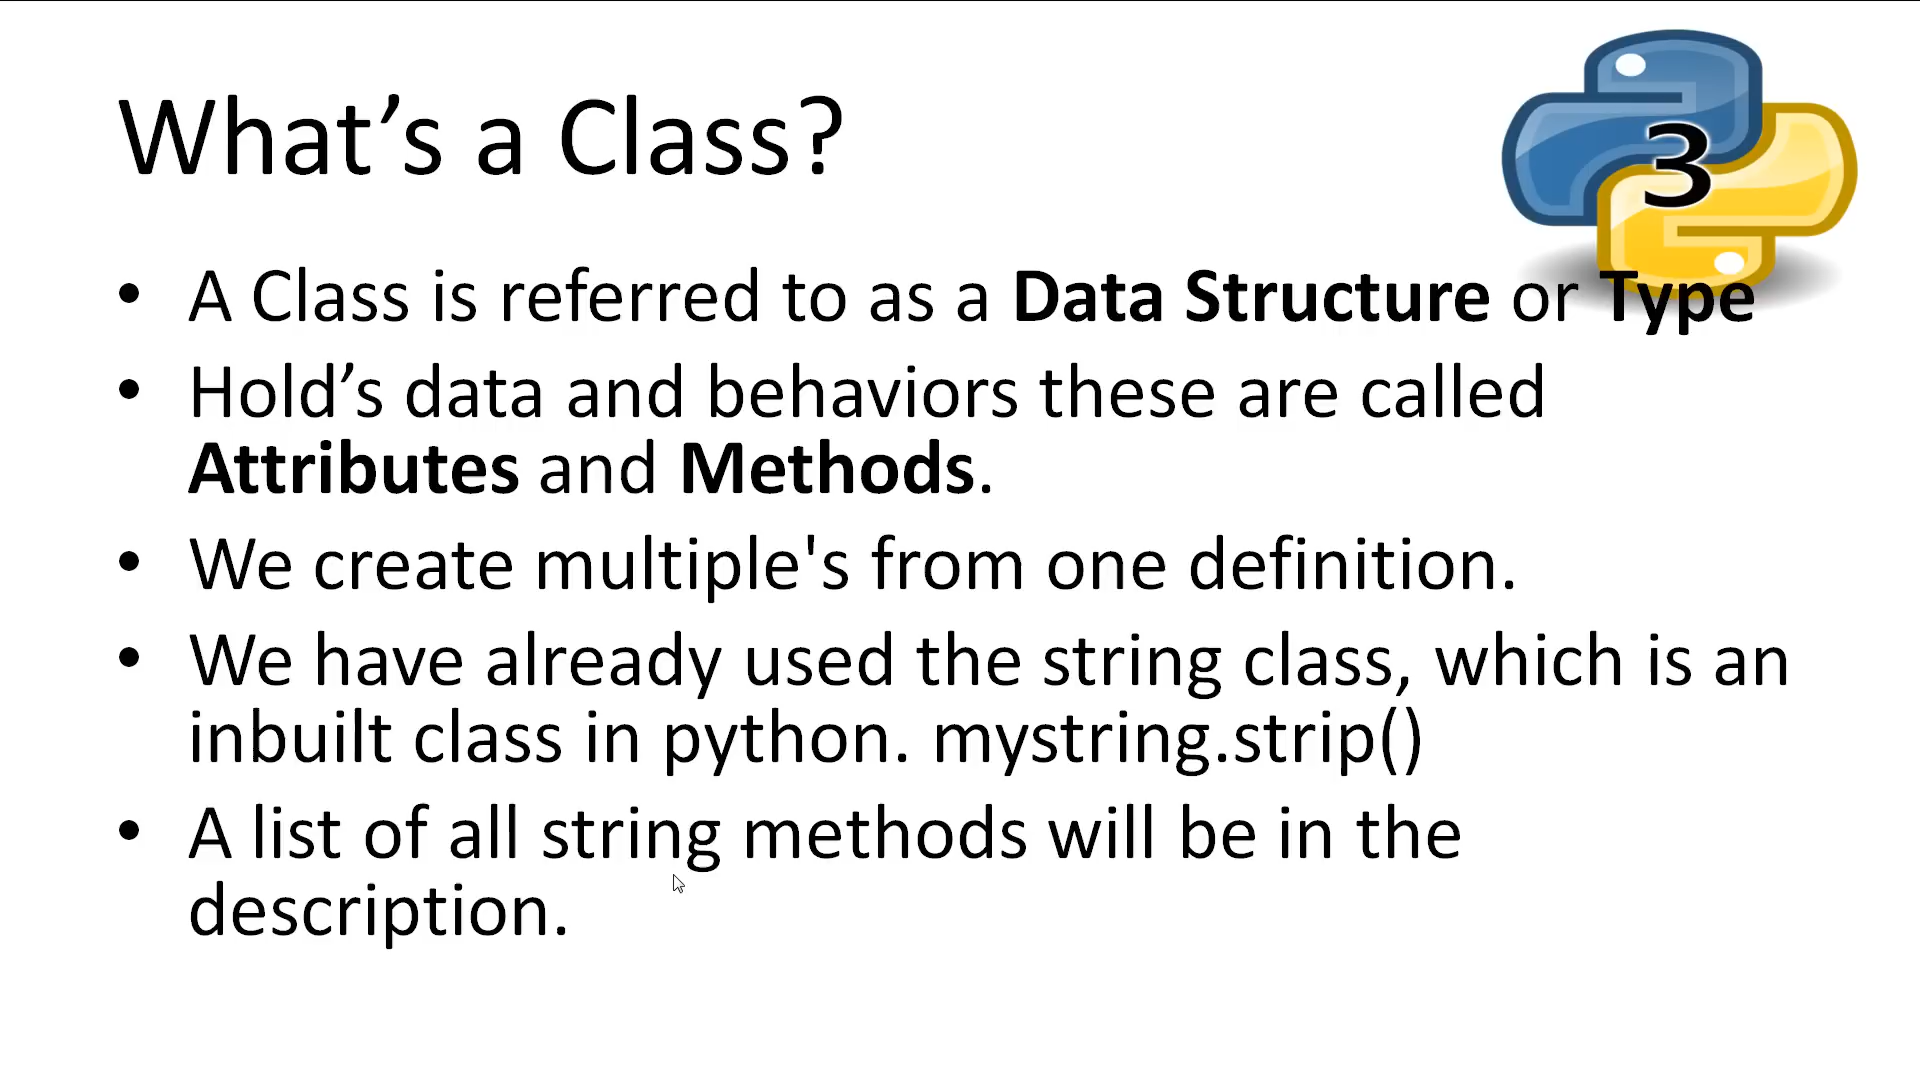 What’s a Class?
3
• A Class is referred to as a Data Structure or Type
• Hold’s data and behaviors these are called
Attributes and Methods.
• We create multiple's from one definition.
• We have already used the string class, which is an
inbuilt class in python. mystring.strip()
• A list of all string methods will be in the
description.